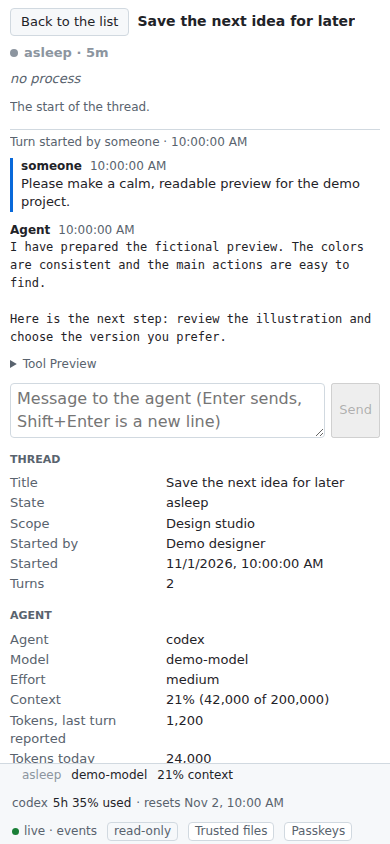 Back to the list Save the next idea for later
asleep · 5m
no process
The start of the thread.
Turn started by someone · 10:00:00 AM
someone 10:00:00 AM
Please make a calm, readable preview for the demo
project.
Agent 10:00:00 AM
I have prepared the fictional preview. The colors
are consistent and the main actions are easy to
find.
Here is the next step: review the illustration and
choose the version you prefer.
Tool Preview
Message to the agent (Enter sends,
Shift+Enter is a new line)
Send
THREAD
Title Save the next idea for later
State asleep
Scope Design studio
Started by Demo designer
Started 11/1/2026, 10:00:00 AM
Turns 2
AGENT
Agent codex
Model demo-model
Effort medium
Context 21% (42,000 of 200,000)
Tokens, last turn 1,200
reported
Tokens today 24,000
asleep demo-model 21% context
codex 5h 35% used · resets Nov 2, 10:00 AM
live · events read-only Trusted files Passkeys